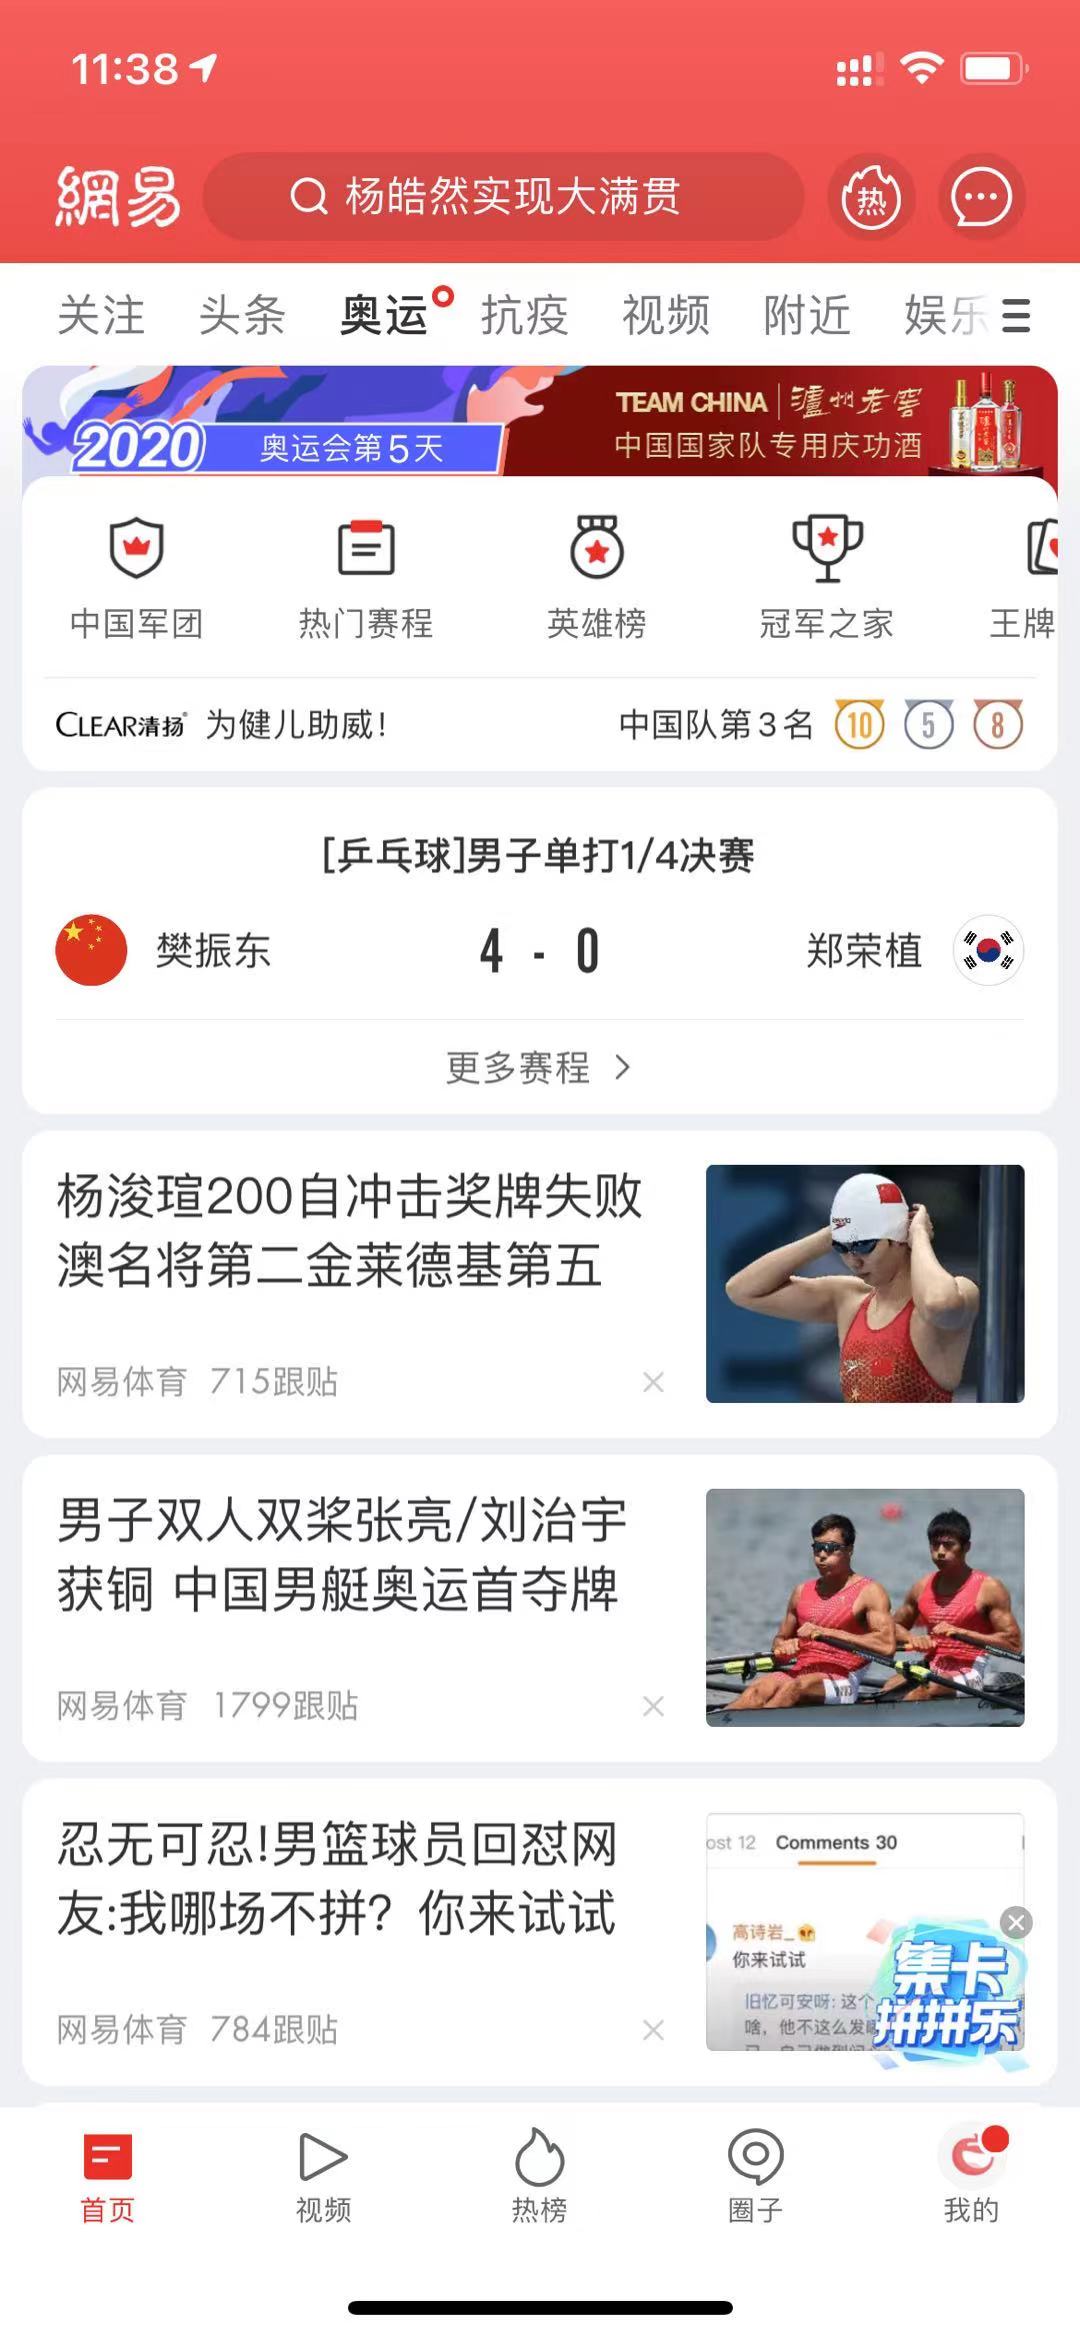 11:38
網易
杨皓然实现大满贯
热
关注 头条 奥运 抗疫 视频 附近 娱乐
TEAM CHINA 泸州老窖
2020 奥运会第5天
中国国家队专用庆功酒
中国军团 热门赛程 英雄榜 冠军之家 王牌
CLEAR清扬 为健儿助威! 中国队第3名 10 5 8
[乒乓球]男子单打1/4决赛
樊振东 4 - 0 郑荣植
更多赛程
杨浚瑄200自冲击奖牌失败
澳名将第二金莱德基第五
网易体育 715跟贴
男子双人双桨张亮/刘治宇
获铜 中国男艇奥运首夺牌
网易体育 1799跟贴
忍无可忍!男篮球员回怼网
友:我哪场不拼? 你来试试
网易体育 784跟贴
ost 12 Comments 30
高诗岩_
你来试试
旧忆可安呀: 这个
啥，他不这么发
集卡
拼拼乐
首页 视频 热榜 圈子 我的